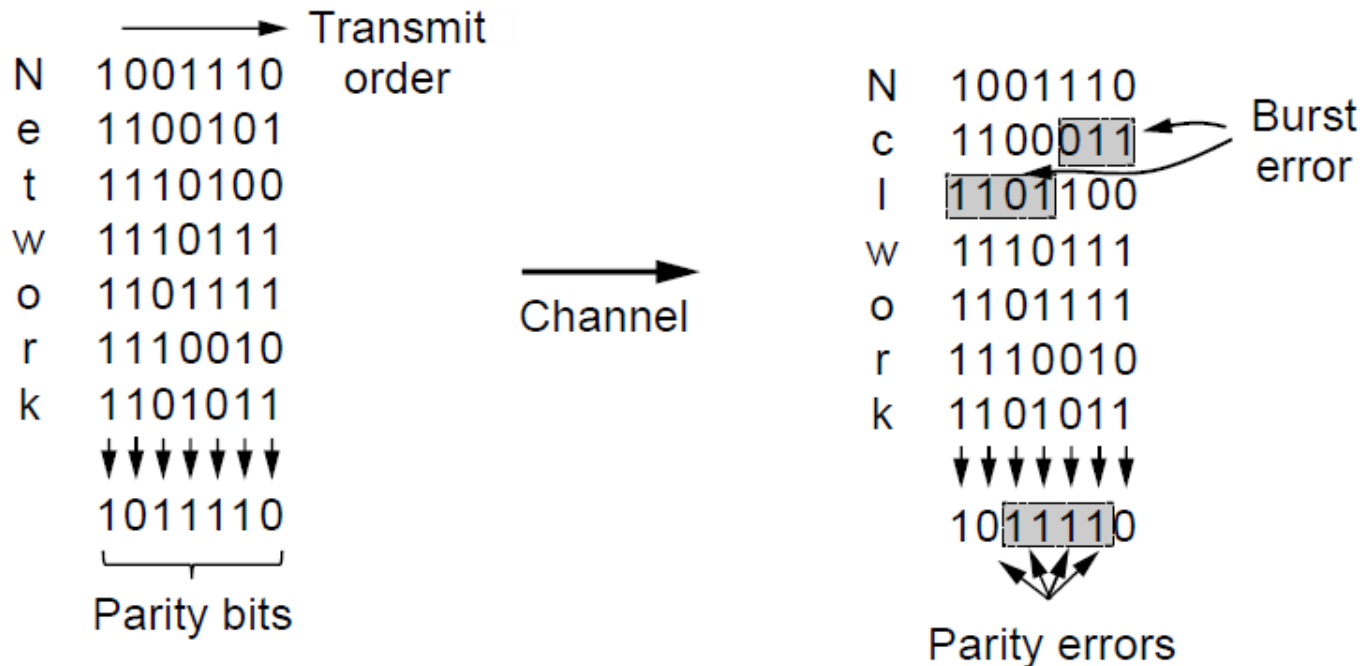 Transmit
order
N 1001110
e 1100101
t 1110100
w 1110111
o 1101111
r 1110010
k 1101011
1011110
Parity bits
Channel
N 1001110
c 1100011
l 1101100
w 1110111
o 1101111
r 1110010
k 1101011
1011110
Burst
error
Parity errors